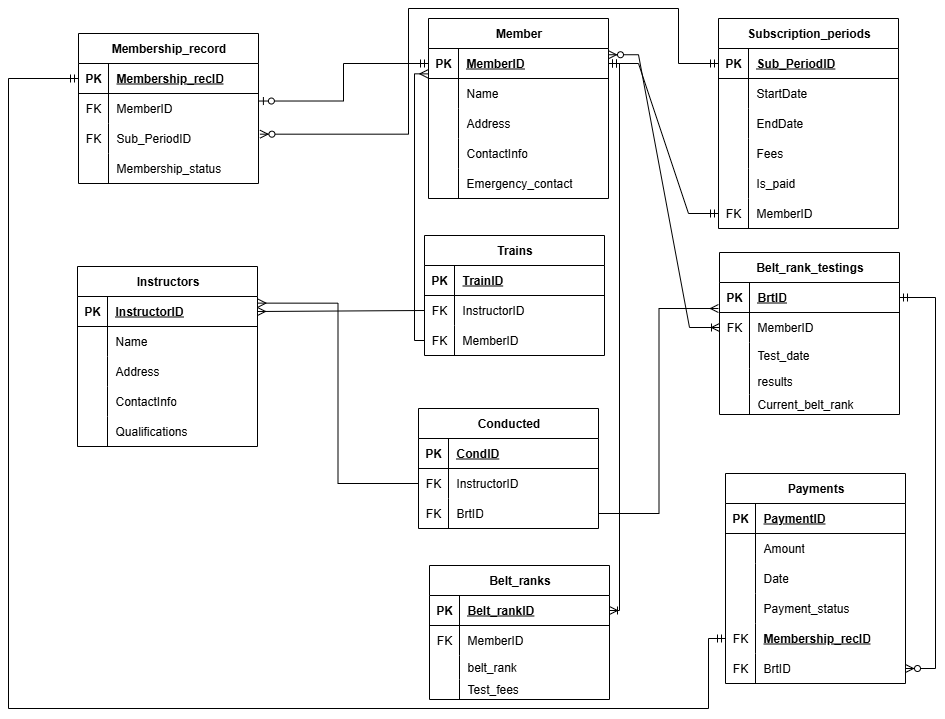 Membership_record
PK Membership_recID
FK MemberID
FK Sub_PeriodID
Membership_status
Member
PK MemberID
Name
Address
ContactInfo
Emergency_contact
Subscription_periods
PK Sub_PeriodID
StartDate
EndDate
Fees
Is_paid
FK MemberID
Instructors
PK InstructorID
Name
Address
ContactInfo
Qualifications
Trains
PK TrainID
FK InstructorID
FK MemberID
Belt_rank_testings
PK BrtID
FK MemberID
Test_date
results
Current_belt_rank
Conducted
PK CondID
FK InstructorID
FK BrtID
Payments
PK PaymentID
Amount
Date
Payment_status
FK Membership_recID
FK BrtID
Belt_ranks
PK Belt_rankID
FK MemberID
belt_rank
Test_fees